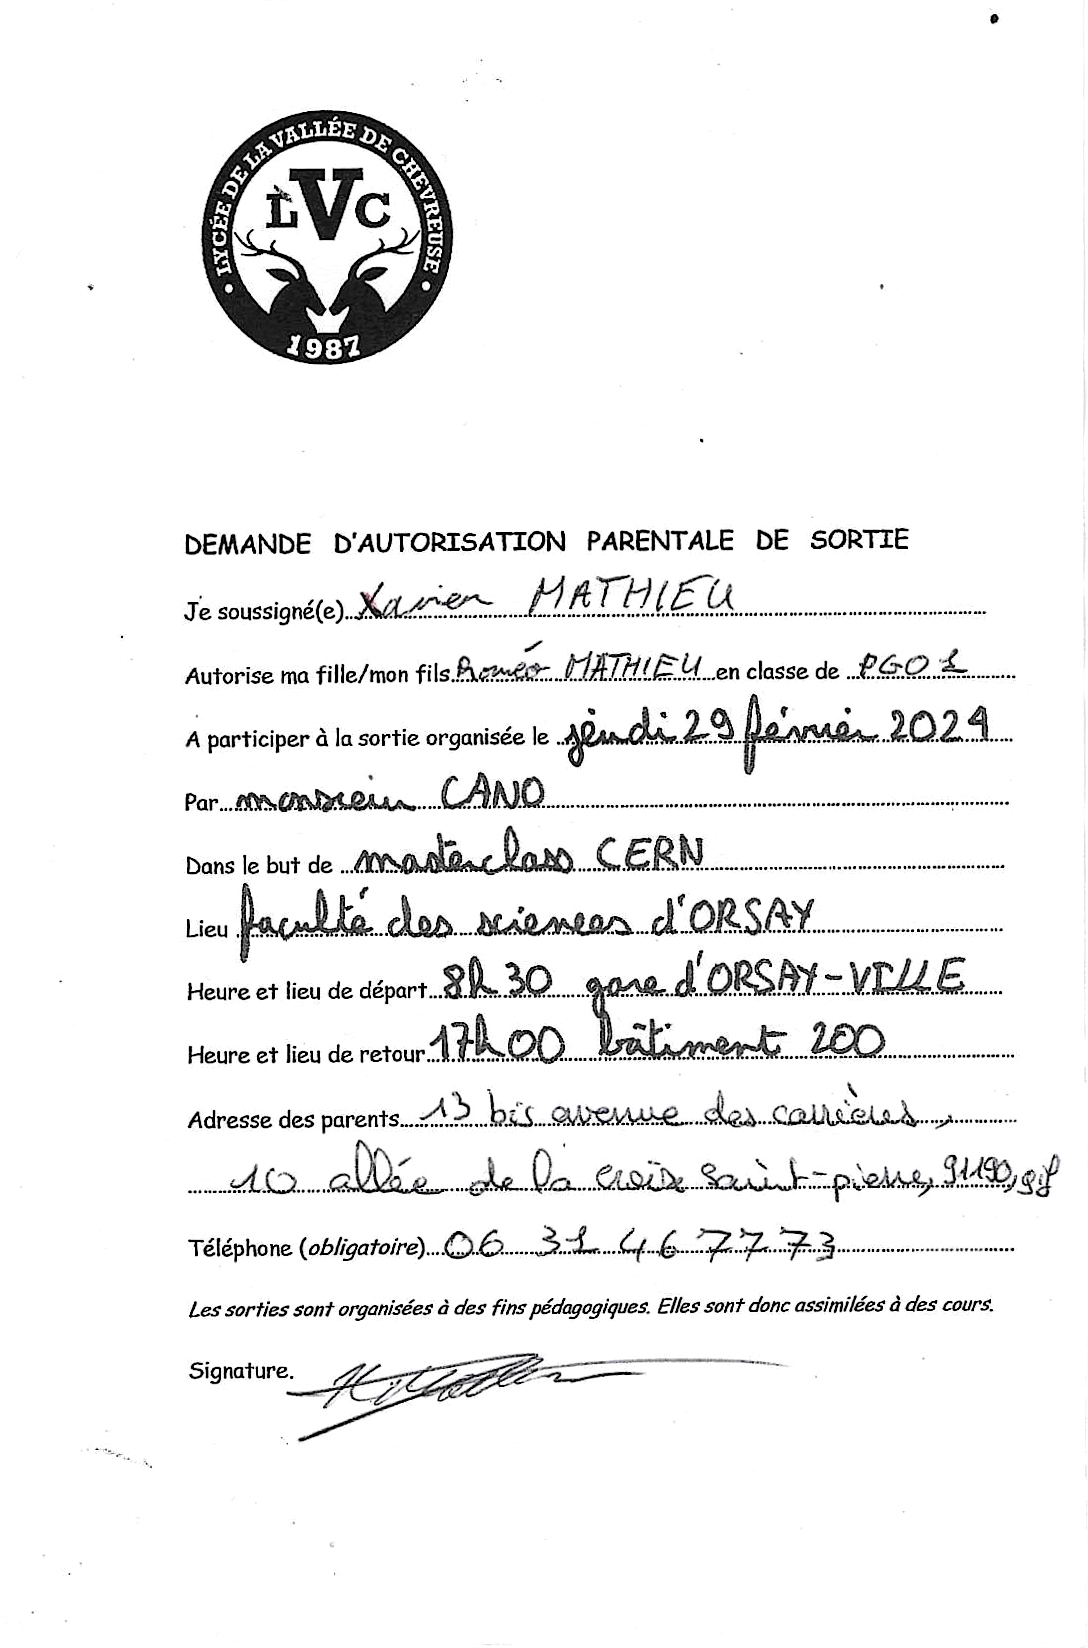 LYCÉE DE LA VALLÉE DE CHEVREUSE
LVC
1987
DEMANDE D'AUTORISATION PARENTALE DE SORTIE
Je soussigné(e) Xavier MATHIEU
Autorise ma fille/mon fils Roméo MATHIEU en classe de PGO1
A participer à la sortie organisée le jeudi 29 février 2024
Par monsieur CANO
Dans le but de masterclass CERN
Lieu faculté des sciences d'ORSAY
Heure et lieu de départ 8h30 gare d'ORSAY-VILLE
Heure et lieu de retour 17h00 bâtiment 200
Adresse des parents 13 bis avenue des carrières,
10 allée de la croix saint-pierre, 91190, gif
Téléphone (obligatoire) 06 31 46 77 73
Les sorties sont organisées à des fins pédagogiques. Elles sont donc assimilées à des cours.
Signature.